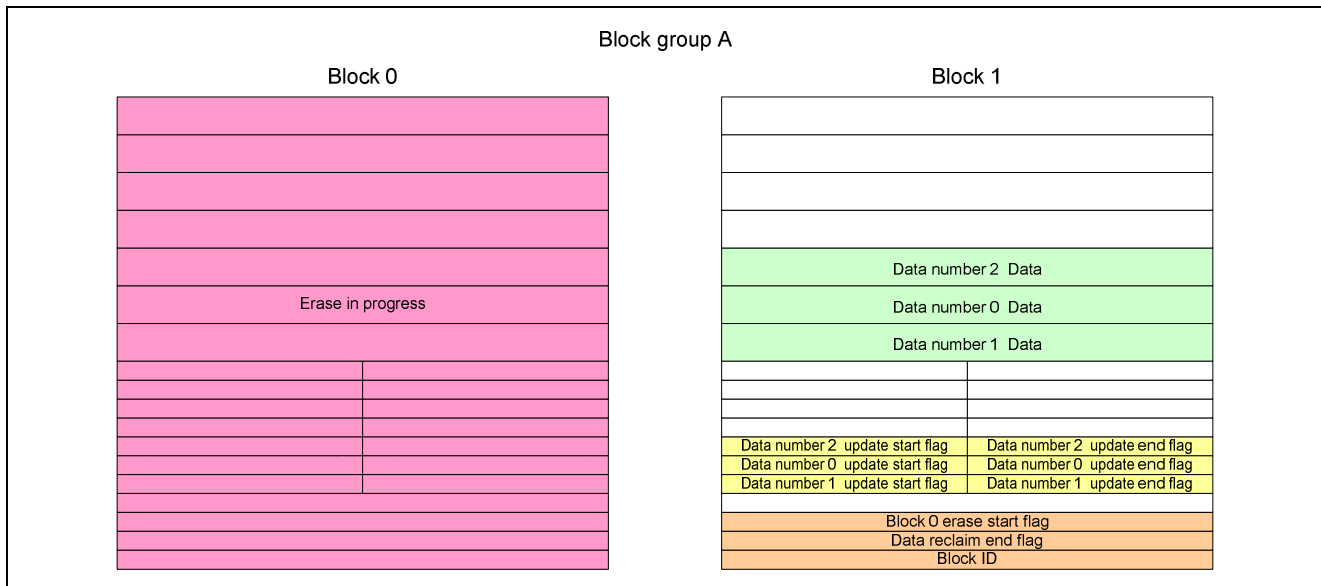 Block group A
Block 0
Block 1
Erase in progress
Data number 2 Data
Data number 0 Data
Data number 1 Data
Data number 2 update start flag
Data number 2 update end flag
Data number 0 update start flag
Data number 0 update end flag
Data number 1 update start flag
Data number 1 update end flag
Block 0 erase start flag
Data reclaim end flag
Block ID